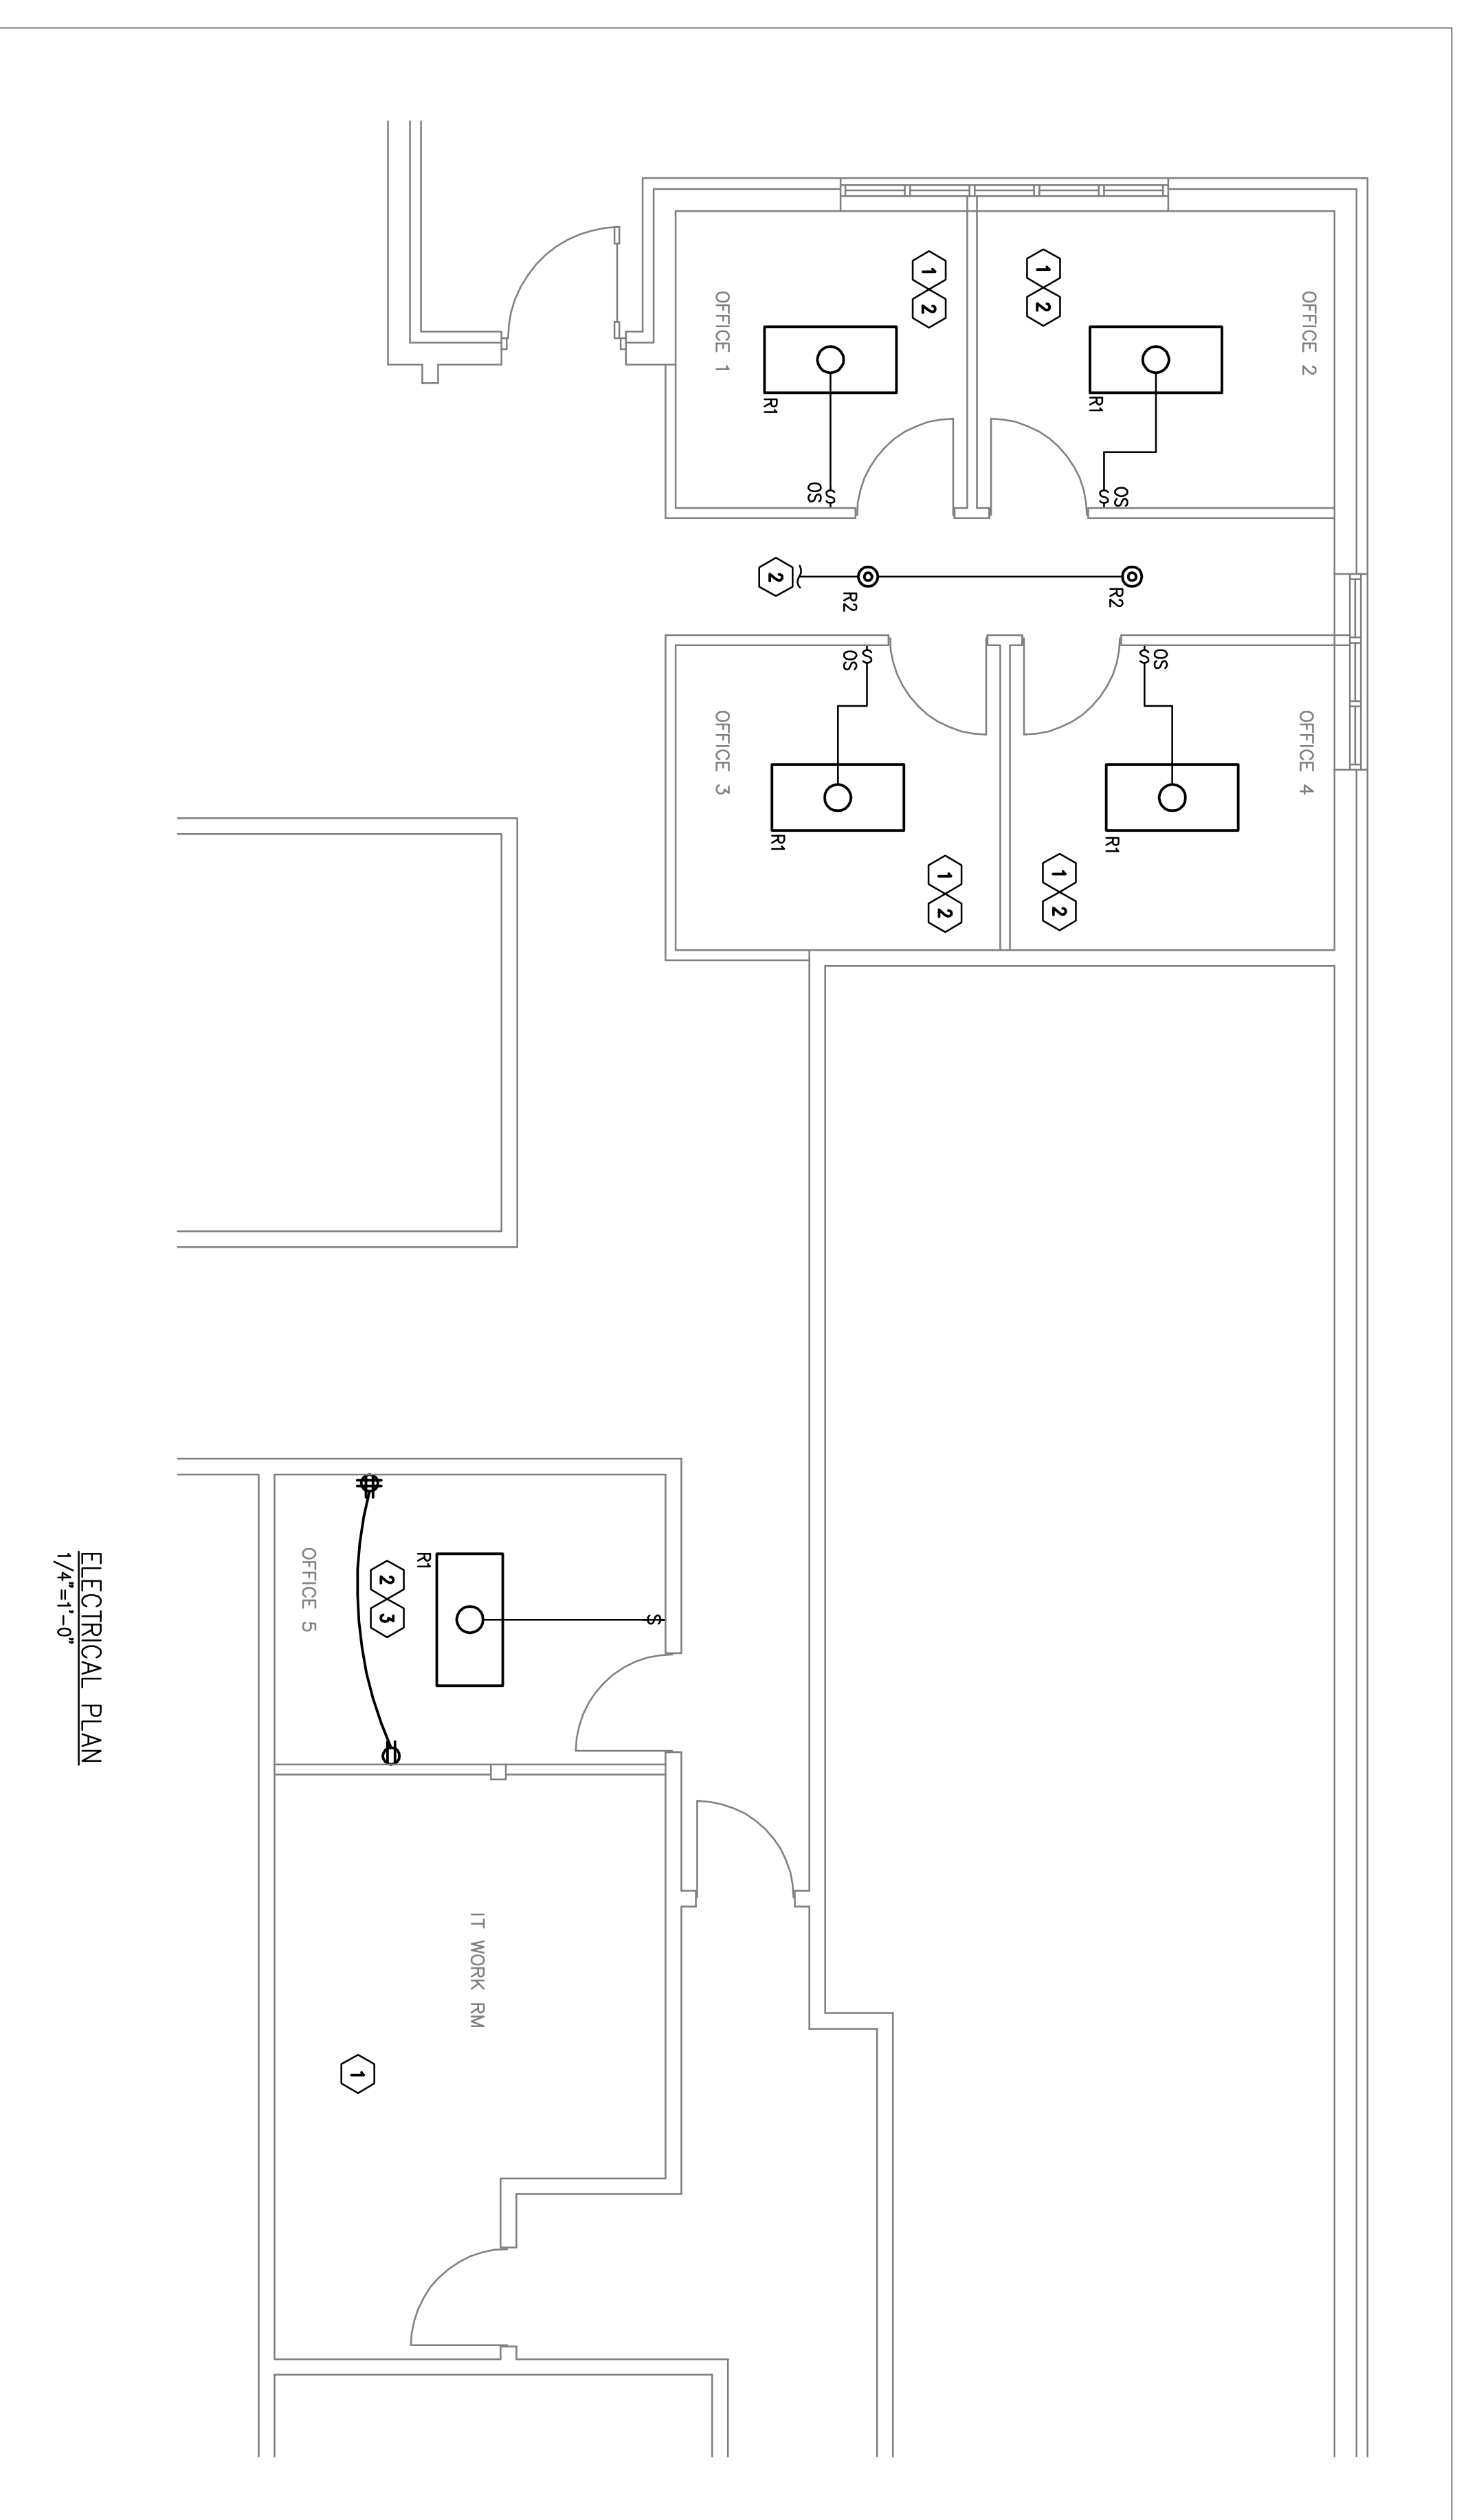 OFFICE 2
OFFICE 4
OS
S
OS
S
R2
R1
R1
1 2
1 2
1 2
1 2
S
OS
R2
S
OS
R1
2
R1
OFFICE 1
OFFICE 3
S
IT WORK RM
R1
2 3
1
OFFICE 5
ELECTRICAL PLAN
1/4"=1'-0"